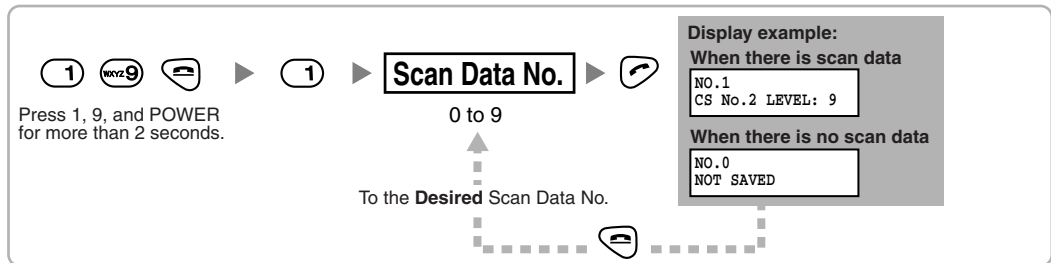 1) WXYZ9 1) Scan Data No.
Press 1, 9, and POWER
for more than 2 seconds.
0 to 9
To the Desired Scan Data No.
Display example:
When there is scan data
NO.1
CS No.2 LEVEL: 9
When there is no scan data
NO.0
NOT SAVED